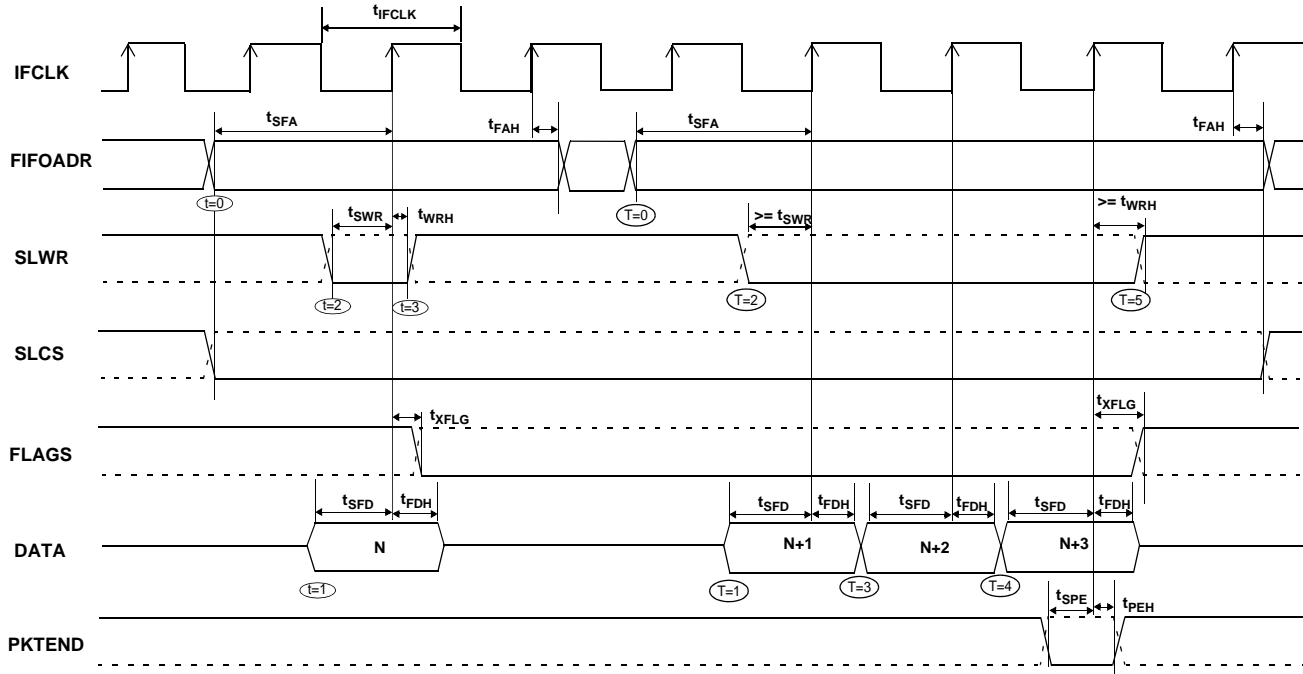 tIFCLK
IFCLK
tSFA
tFAH
tSFA
tFAH
FIFOADR
t=0
T=0
tSWR
tWRH
>= tSWR
>= tWRH
SLWR
t=2
t=3
T=2
T=5
SLCS
tXFLG
tXFLG
FLAGS
tSFD
tFDH
tSFD
tFDH
tSFD
tFDH
tSFD
tFDH
DATA
N
N+1
N+2
N+3
t=1
T=1
T=3
T=4
tSPE
tPEH
PKTEND